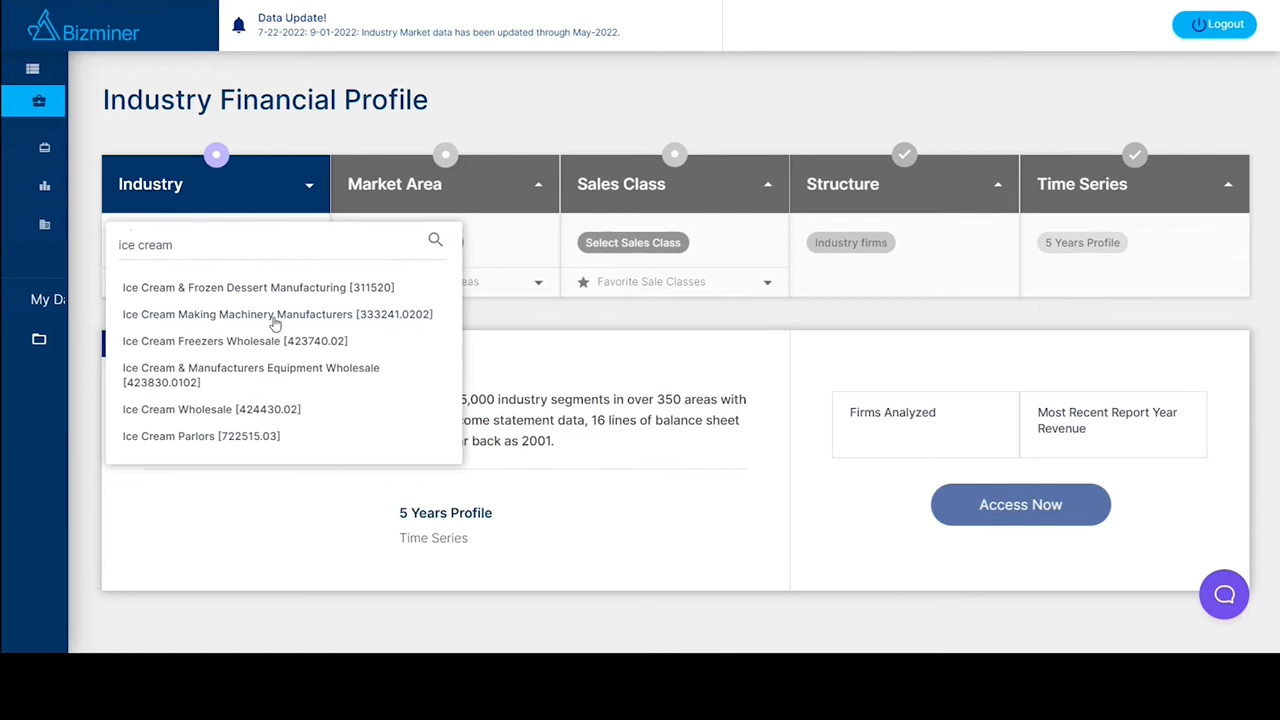 Bizminer
Data Update!
7-22-2022: 9-01-2022: Industry Market data has been updated through May-2022.
Logout
Industry Financial Profile
Industry
Market Area
Sales Class
Structure
Time Series
ice cream
Select Sales Class
Industry firms
5 Years Profile
eas
Favorite Sale Classes
Ice Cream & Frozen Dessert Manufacturing [311520]
Ice Cream Making Machinery Manufacturers [333241.0202]
Ice Cream Freezers Wholesale [423740.02]
Ice Cream & Manufacturers Equipment Wholesale
[423830.0102]
Ice Cream Wholesale [424430.02]
Ice Cream Parlors [722515.03]
My Da
5,000 industry segments in over 350 areas with
ome statement data, 16 lines of balance sheet
r back as 2001.
5 Years Profile
Time Series
Firms Analyzed
Most Recent Report Year
Revenue
Access Now